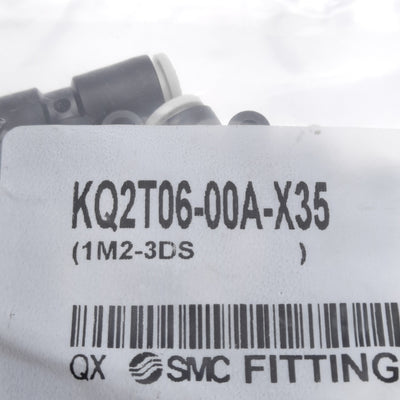 KQ2T06-00A-X35
(1M2-3DS )
QX SMC FITTING